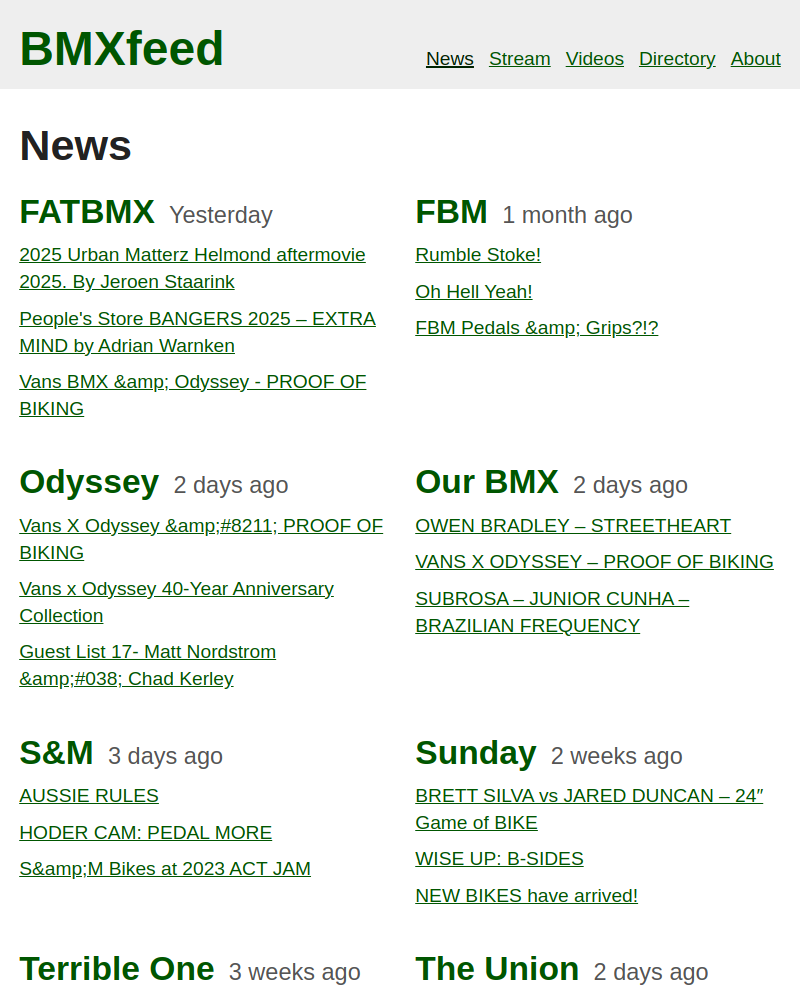 BMXfeed
News Stream Videos Directory About
News
FATBMX Yesterday
2025 Urban Matterz Helmond aftermovie
2025. By Jeroen Staarink
People's Store BANGERS 2025 – EXTRA
MIND by Adrian Warnken
Vans BMX &amp; Odyssey - PROOF OF
BIKING
FBM 1 month ago
Rumble Stoke!
Oh Hell Yeah!
FBM Pedals &amp; Grips?!?
Odyssey 2 days ago
Vans X Odyssey &amp;#8211; PROOF OF
BIKING
Vans x Odyssey 40-Year Anniversary
Collection
Guest List 17- Matt Nordstrom
&amp;#038; Chad Kerley
Our BMX 2 days ago
OWEN BRADLEY – STREETHEART
VANS X ODYSSEY – PROOF OF BIKING
SUBROSA – JUNIOR CUNHA –
BRAZILIAN FREQUENCY
S&M 3 days ago
AUSSIE RULES
HODER CAM: PEDAL MORE
S&amp;M Bikes at 2023 ACT JAM
Sunday 2 weeks ago
BRETT SILVA vs JARED DUNCAN – 24″
Game of BIKE
WISE UP: B-SIDES
NEW BIKES have arrived!
Terrible One 3 weeks ago
The Union 2 days ago